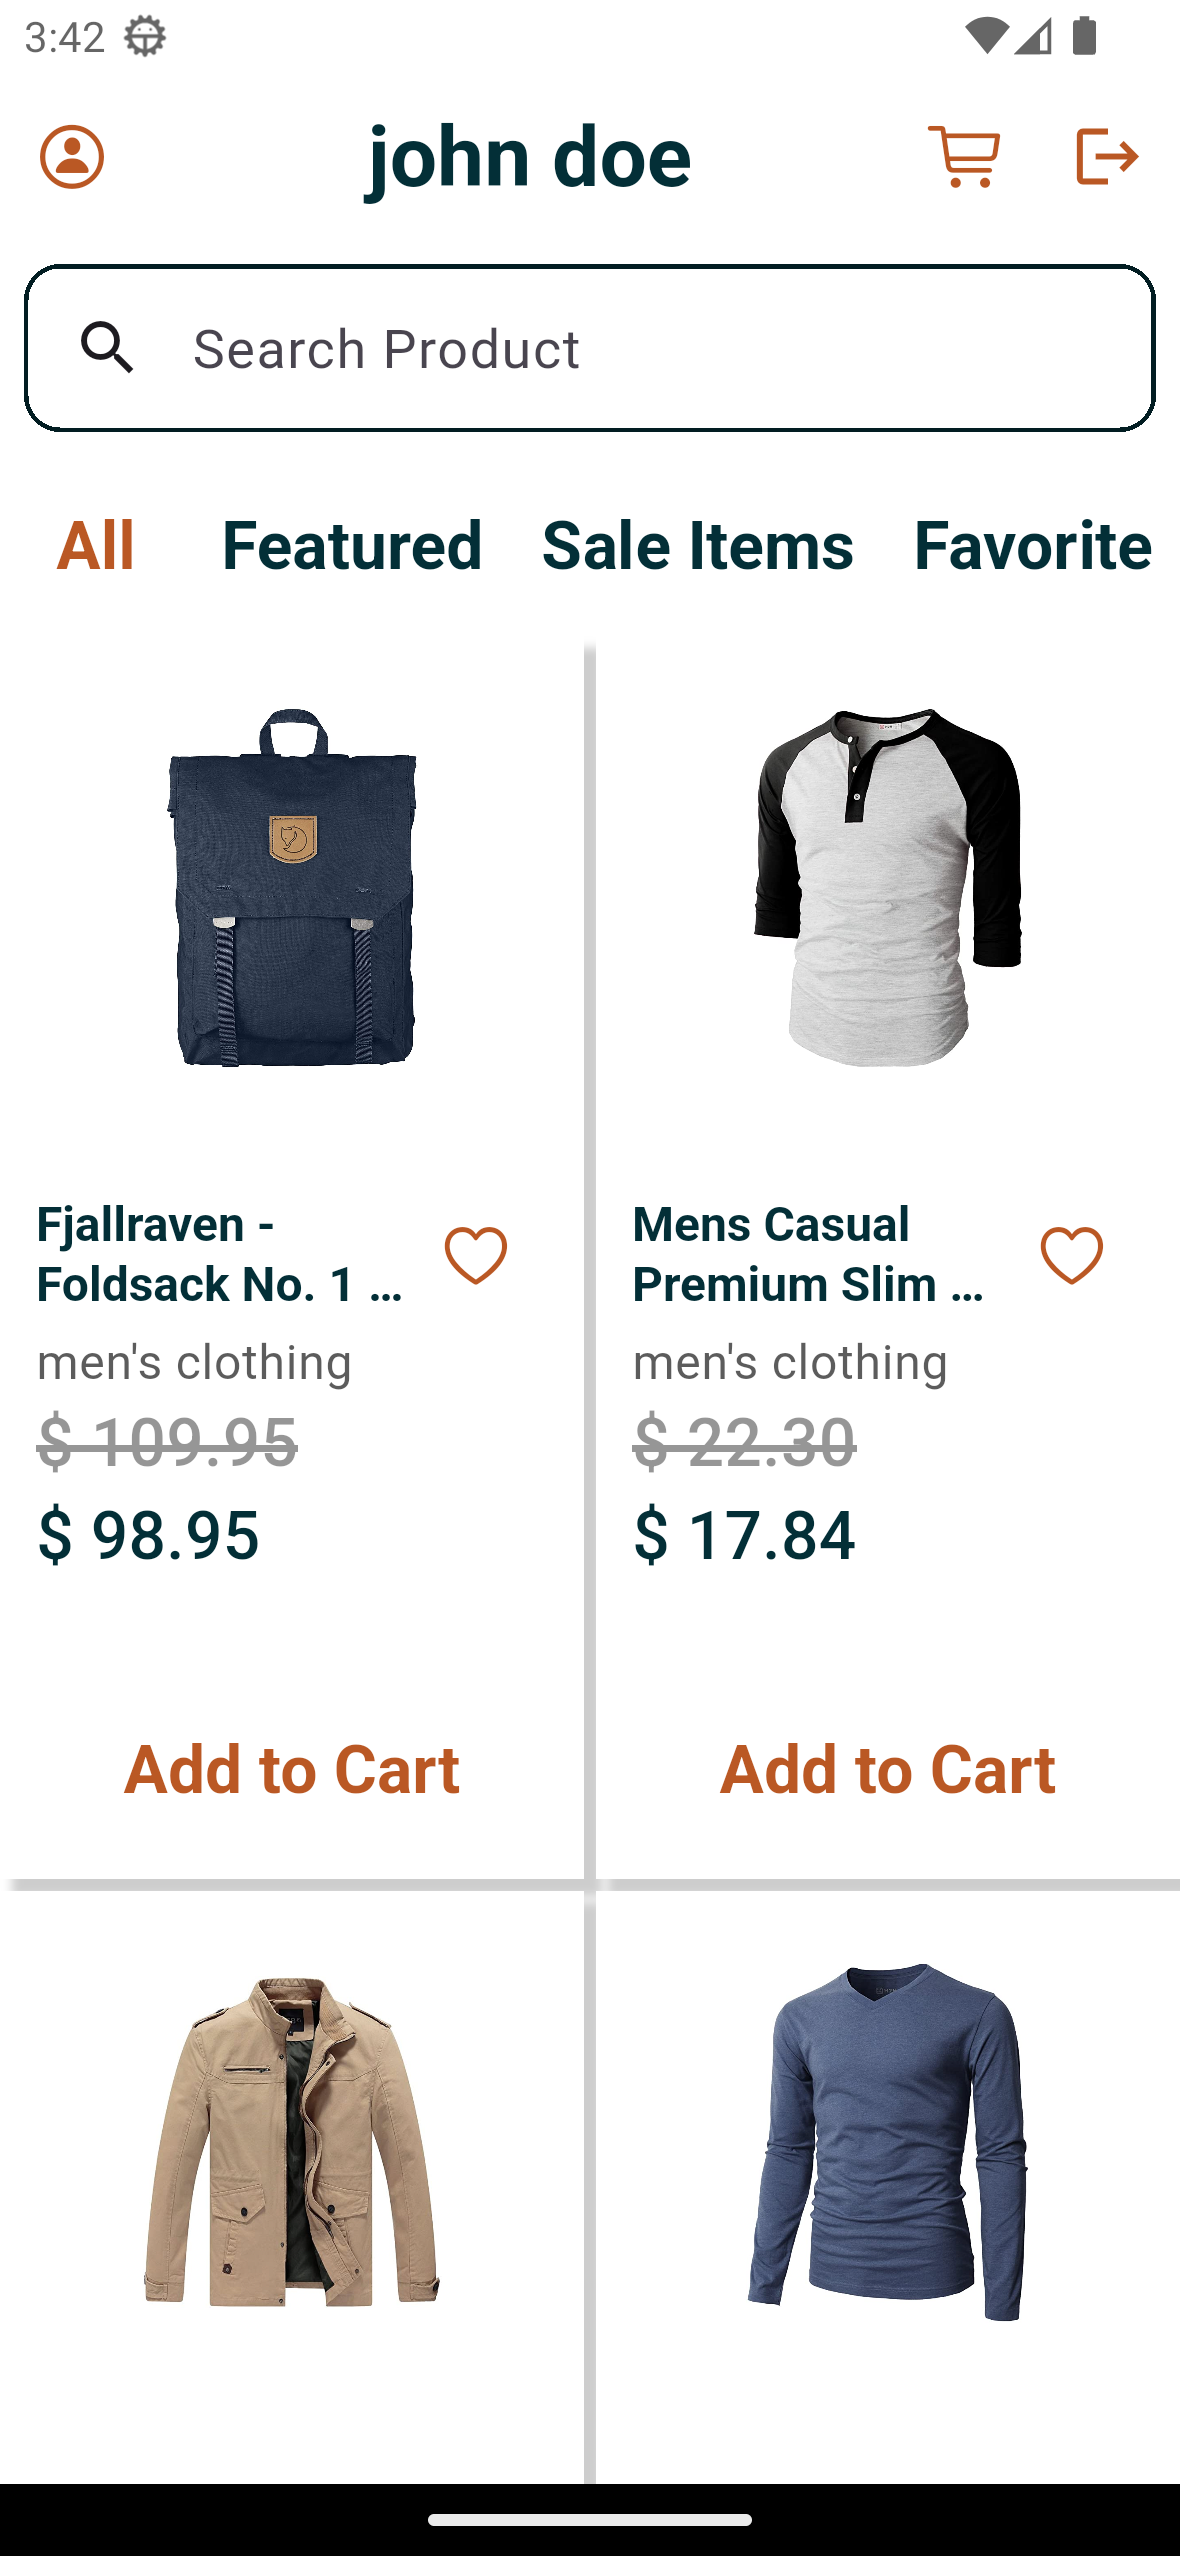 3:42
john doe
Search Product
All Featured Sale Items Favorite
Fjallraven -
Foldsack No. 1 ...
men's clothing
$ 109.95
$ 98.95
Add to Cart
Mens Casual
Premium Slim ...
men's clothing
$ 22.30
$ 17.84
Add to Cart